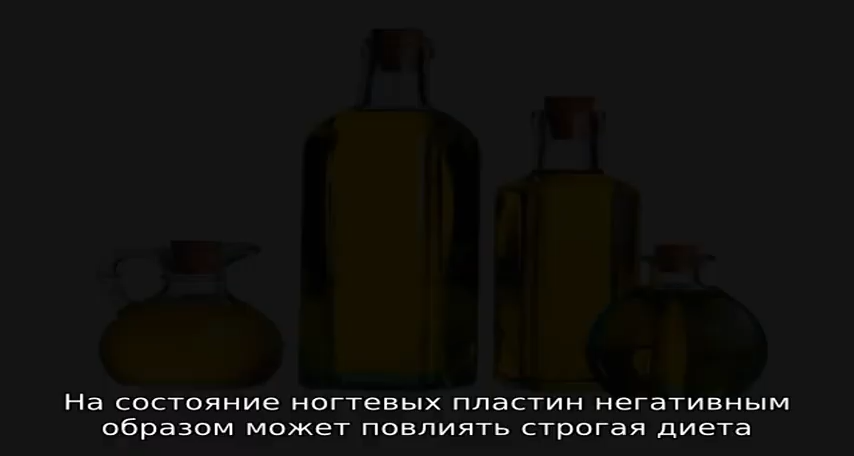 На состояние ногтевых пластин негативным
образом может повлиять строгая диета